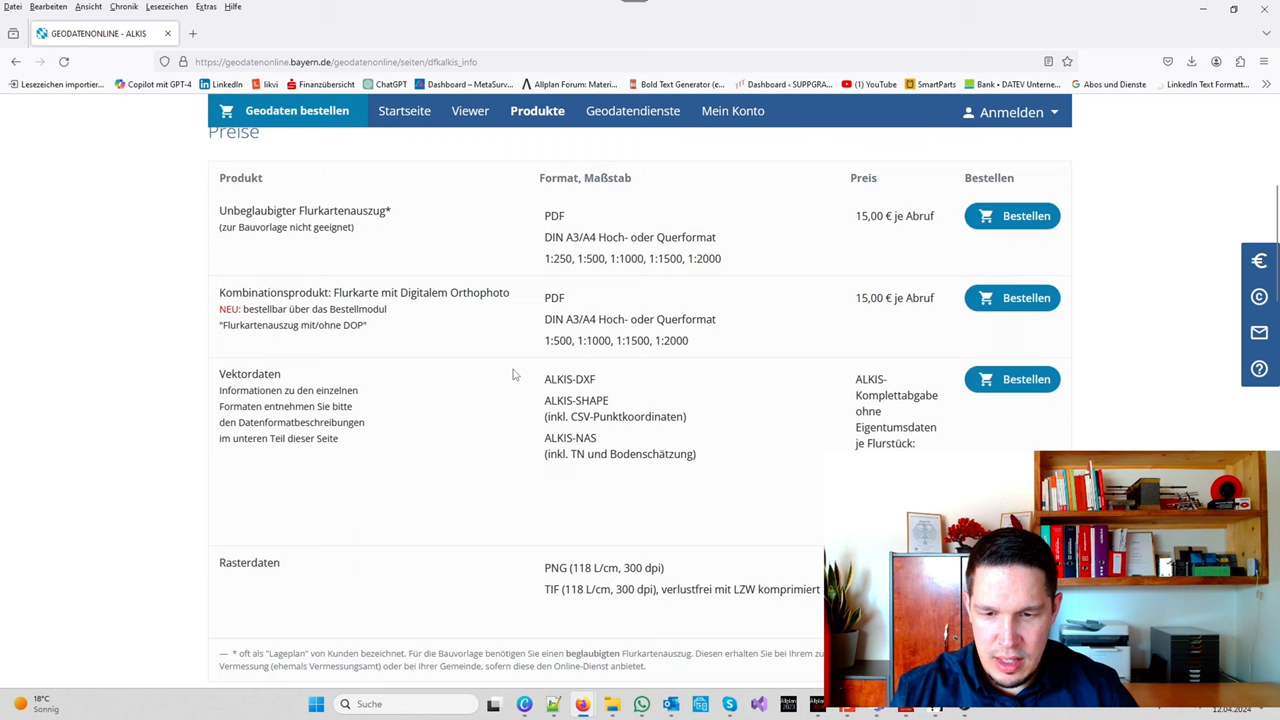 Datei Bearbeiten Ansicht Chronik Lesezeichen Extras Hilfe
GEODATENONLINE - ALKIS
https://geodatenonline.bayern.de/geodatenonline/seiten/dfkalkis_info
Lesezeichen importier... Copilot mit GPT-4 LinkedIn likvi Finanzübersicht ChatGPT Dashboard – MetaSurv... Allplan Forum: Materi... Bold Text Generator (e... Dashboard ‹ SUPPGRA... (1) YouTube SmartParts Bank • DATEV Unterne... Abos und Dienste LinkedIn Text Formatt...
Geodaten bestellen Startseite Viewer Produkte Geodatendienste Mein Konto Anmelden
Preise
Produkt Format, Maßstab Preis Bestellen
Unbeglaubigter Flurkartenauszug* PDF 15,00 € je Abruf Bestellen
(zur Bauvorlage nicht geeignet) DIN A3/A4 Hoch- oder Querformat
1:250, 1:500, 1:1000, 1:1500, 1:2000
Kombinationsprodukt: Flurkarte mit Digitalem Orthophoto PDF 15,00 € je Abruf Bestellen
NEU: bestellbar über das Bestellmodul DIN A3/A4 Hoch- oder Querformat
"Flurkartenauszug mit/ohne DOP" 1:500, 1:1000, 1:1500, 1:2000
Vektordaten ALKIS-DXF ALKIS- Bestellen
Informationen zu den einzelnen ALKIS-SHAPE Komplettabgabe
Formaten entnehmen Sie bitte (inkl. CSV-Punktkoordinaten) ohne
den Datenformatbeschreibungen Eigentumsdaten
im unteren Teil dieser Seite ALKIS-NAS je Flurstück:
(inkl. TN und Bodenschätzung)
Rasterdaten PNG (118 L/cm, 300 dpi)
TIF (118 L/cm, 300 dpi), verlustfrei mit LZW komprimiert
— * oft als "Lageplan" von Kunden bezeichnet. Für die Bauvorlage benötigen Sie einen beglaubigten Flurkartenauszug. Diesen erhalten Sie bei Ihrem zu
Vermessung (ehemals Vermessungsamt) oder bei Ihrer Gemeinde, sofern diese den Online-Dienst anbietet.
18°C
Sonnig
Suche
12.04.2024